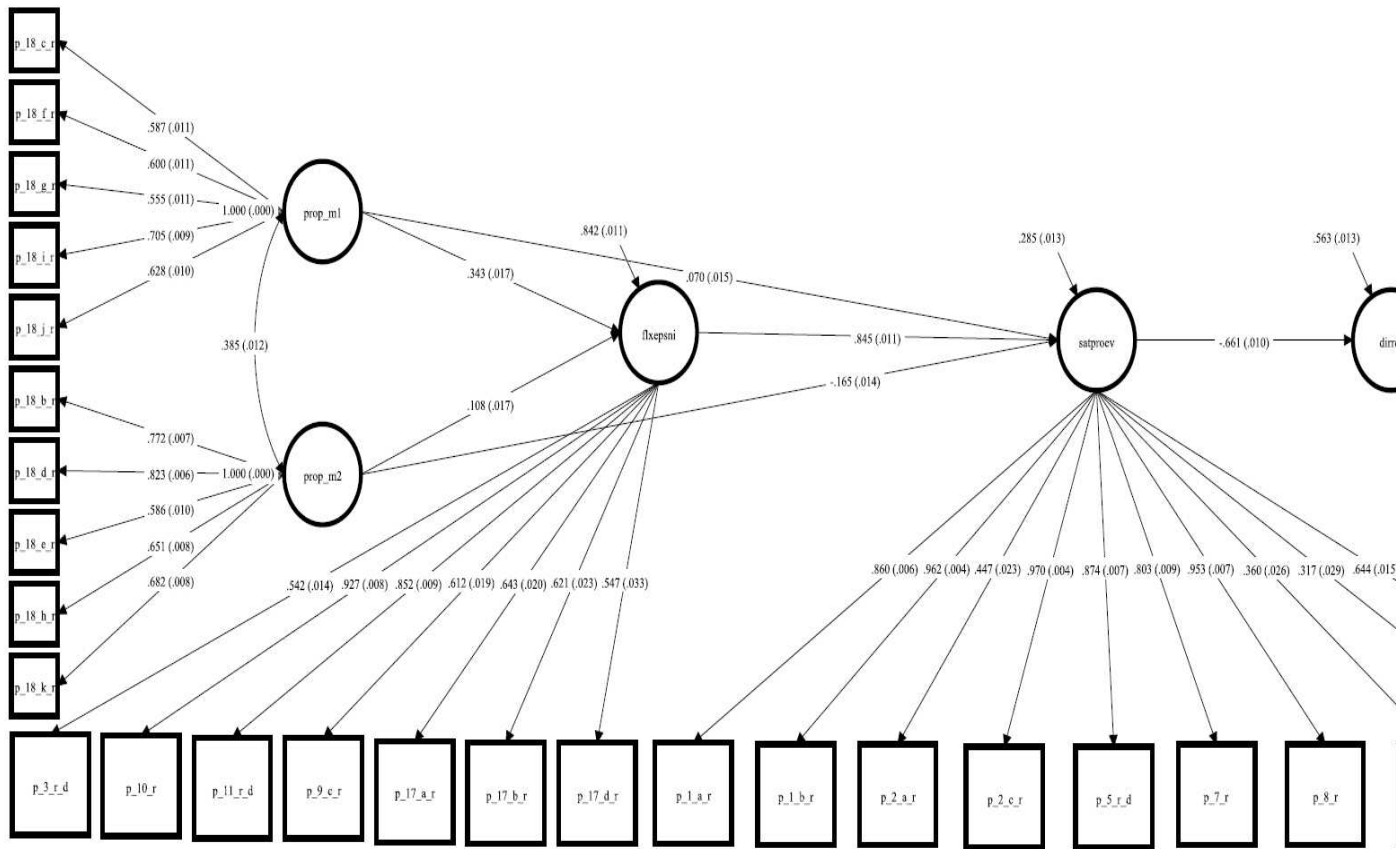 p_18_c_r
p_18_f_r
.587 (.011)
.600 (.011)
p_18_g_r
.555 (.011)
1.000 (.000)
prop_m1
.705 (.009)
p_18_i_r
.628 (.010)
p_18_j_r
.385 (.012)
.343 (.017)
.842 (.011)
.070 (.015)
.285 (.013)
.563 (.013)
flxepsni
.845 (.011)
satproev
-.661 (.010)
-.165 (.014)
.108 (.017)
p_18_b_r
.772 (.007)
p_18_d_r
.823 (.006)
1.000 (.000)
prop_m2
.586 (.010)
p_18_e_r
.651 (.008)
.682 (.008)
p_18_h_r
p_18_k_r
.542 (.014)
.927 (.008)
.852 (.009)
.612 (.019)
.643 (.020)
.621 (.023)
.547 (.033)
.860 (.006)
.962 (.004)
.447 (.023)
.970 (.004)
.874 (.007)
.803 (.009)
.953 (.007)
.360 (.026)
.317 (.029)
.644 (.015
p_3_r_d
p_10_r
p_11_r_d
p_9_c_r
p_17_a_r
p_17_b_r
p_17_d_r
p_1_a_r
p_1_b_r
p_2_a_r
p_2_c_r
p_5_r_d
p_7_r
p_8_r